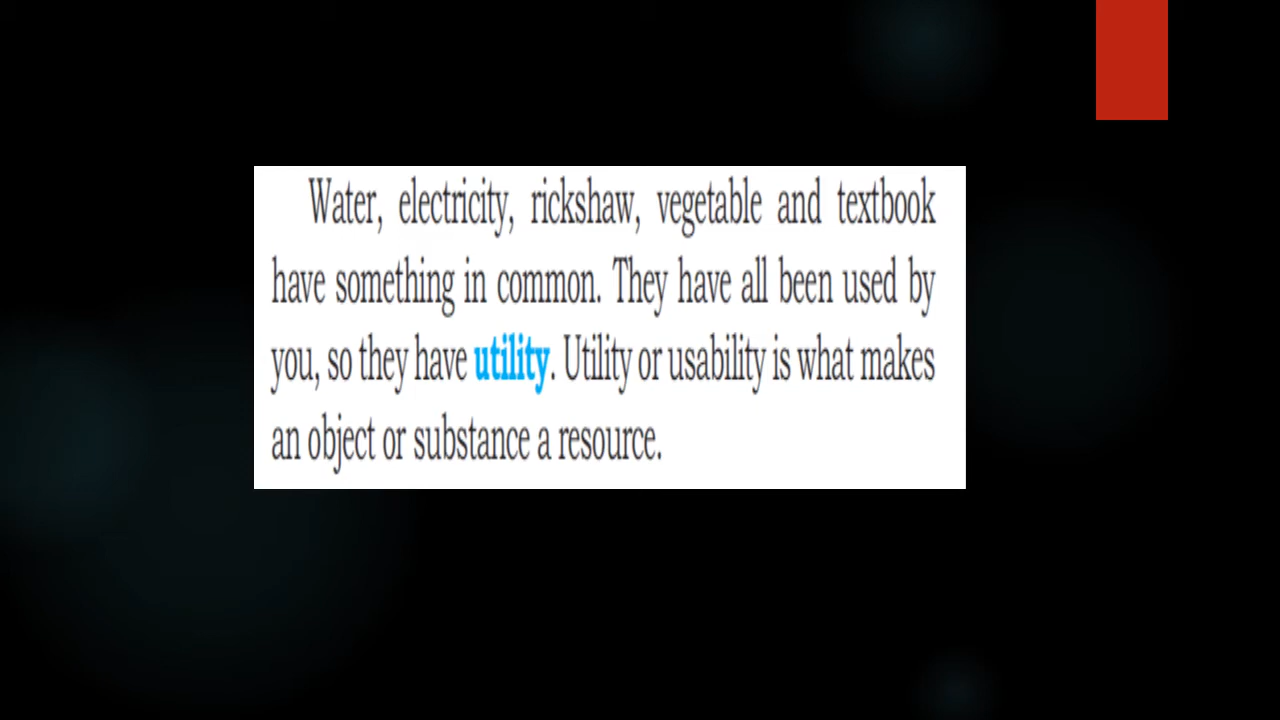 Water, electricity, rickshaw, vegetable and textbook
have something in common. They have all been used by
you, so they have utility. Utility or usability is what makes
an object or substance a resource.